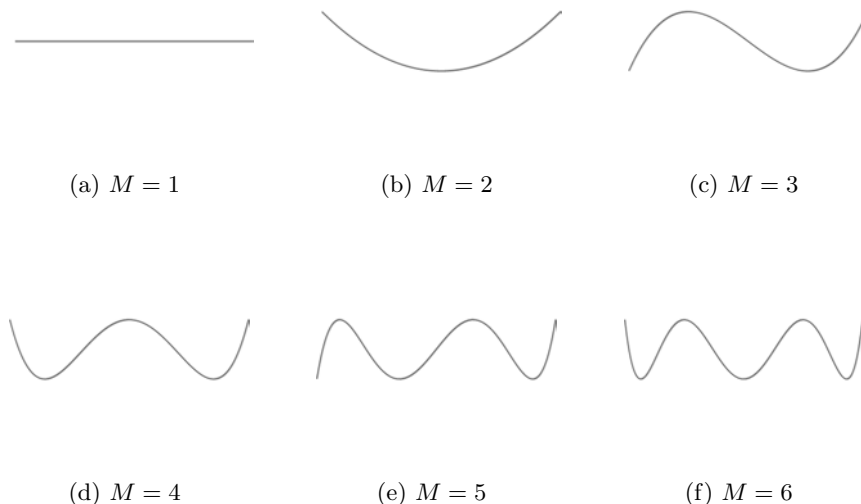 (a) M = 1
(b) M = 2
(c) M = 3
(d) M = 4
(e) M = 5
(f) M = 6